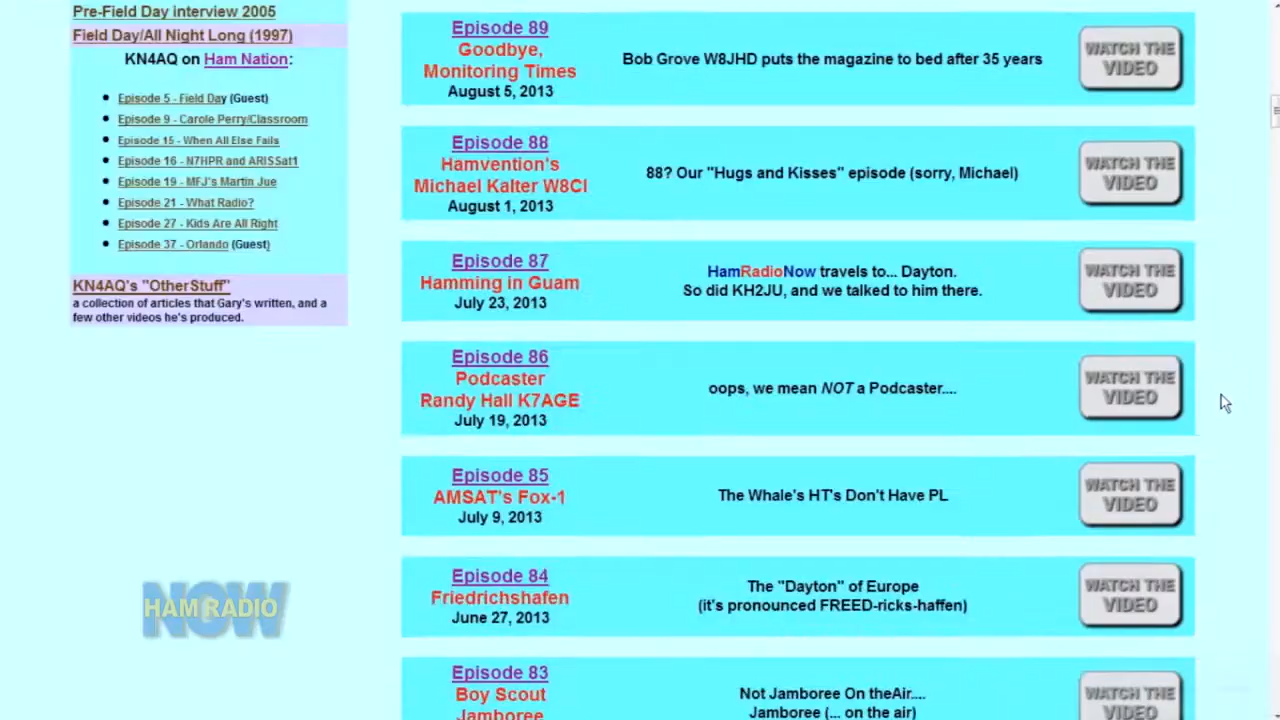 Pre-Field Day interview 2005
Field Day/All Night Long (1997)
KN4AQ on Ham Nation:
Episode 5 - Field Day (Guest)
Episode 9 - Carole Perry/Classroom
Episode 15 - When All Else Fails
Episode 16 - N7HPR and ARISSat1
Episode 19 - MFJ's Martin Jue
Episode 21 - What Radio?
Episode 27 - Kids Are All Right
Episode 37 - Orlando (Guest)
KN4AQ's "OtherStuff"
a collection of articles that Gary's written, and a
few other videos he's produced.
HAM RADIO
NOW
Episode 89
Goodbye,
Monitoring Times
August 5, 2013
Bob Grove W8JHD puts the magazine to bed after 35 years
WATCH THE
VIDEO
Episode 88
Hamvention's
Michael Kalter W8CI
August 1, 2013
88? Our "Hugs and Kisses" episode (sorry, Michael)
WATCH THE
VIDEO
Episode 87
Hamming in Guam
July 23, 2013
HamRadioNow travels to... Dayton.
So did KH2JU, and we talked to him there.
WATCH THE
VIDEO
Episode 86
Podcaster
Randy Hall K7AGE
July 19, 2013
oops, we mean NOT a Podcaster....
WATCH THE
VIDEO
Episode 85
AMSAT's Fox-1
July 9, 2013
The Whale's HT's Don't Have PL
WATCH THE
VIDEO
Episode 84
Friedrichshafen
June 27, 2013
The "Dayton" of Europe
(it's pronounced FREED-ricks-haffen)
WATCH THE
VIDEO
Episode 83
Boy Scout
Jamboree
Not Jamboree On theAir....
Jamboree (... on the air)
WATCH THE
VIDEO